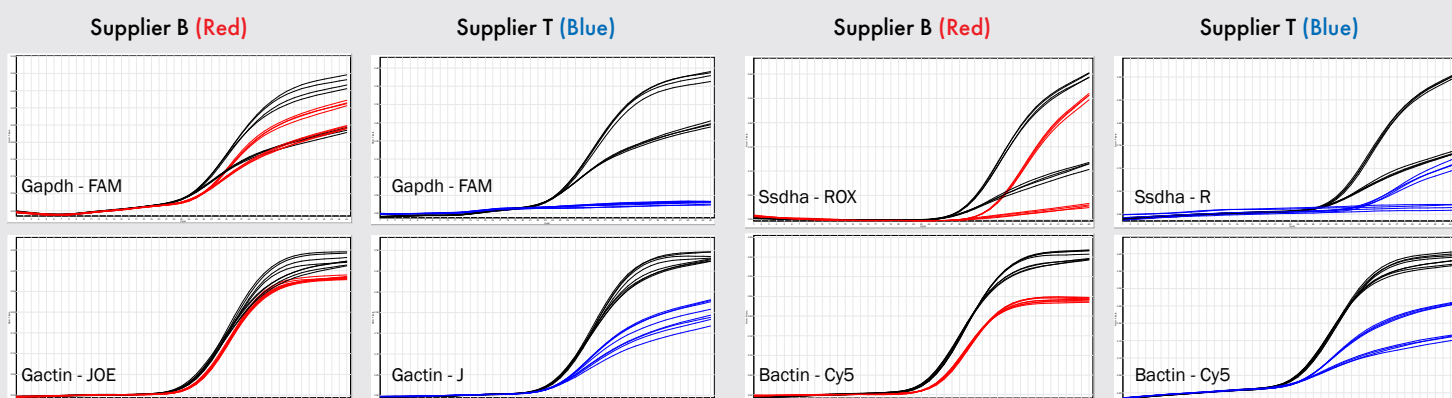 Supplier B (Red)
Supplier T (Blue)
Supplier B (Red)
Supplier T (Blue)
Gapdh - FAM
Gapdh - FAM
Ssdha - ROX
Ssdha - R
Gactin - JOE
Gactin - J
Bactin - Cy5
Bactin - Cy5